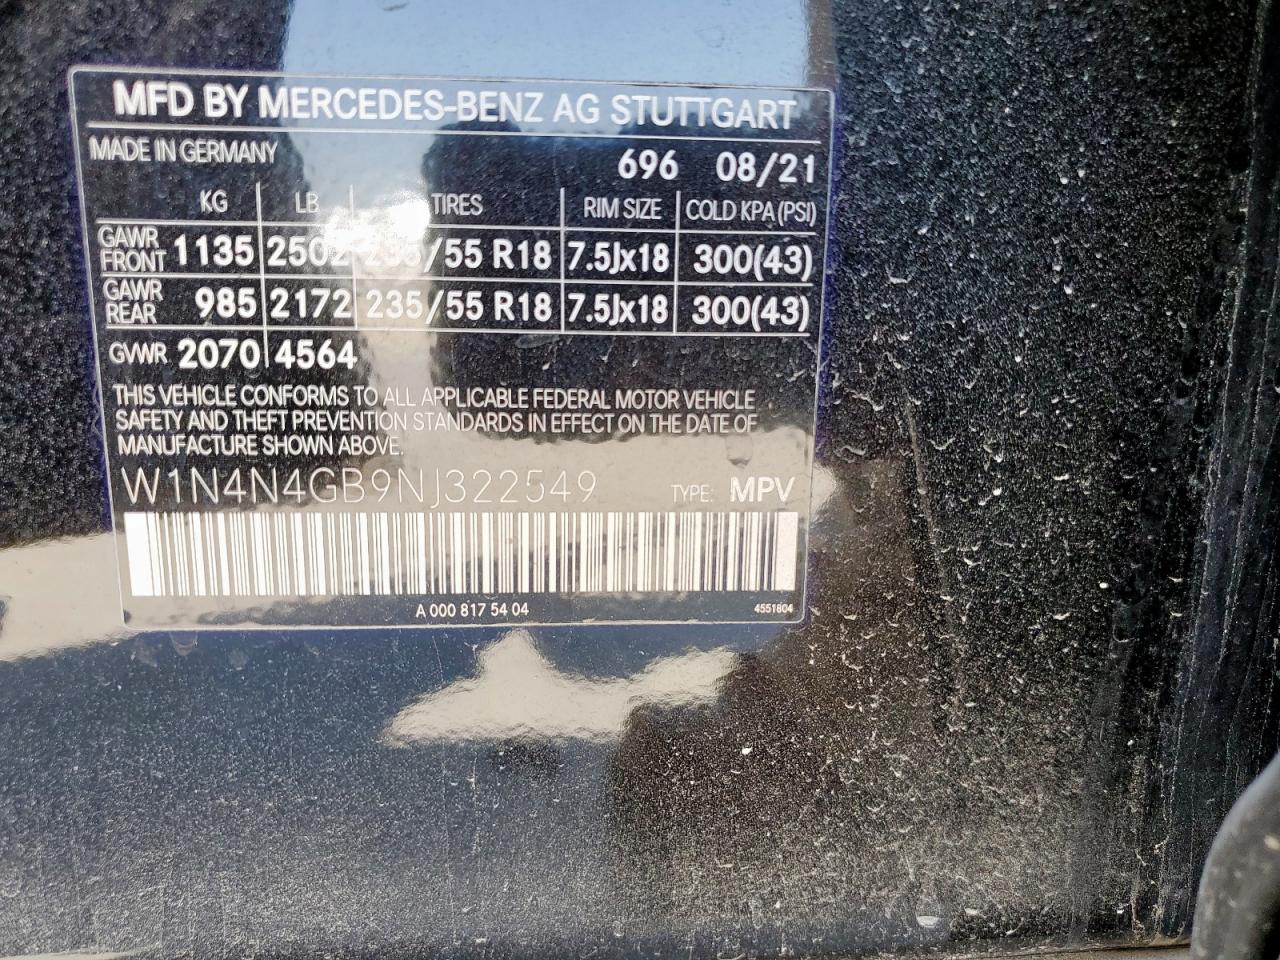 MFD BY MERCEDES-BENZ AG STUTTGART
MADE IN GERMANY 696 08/21
KG LB TIRES RIM SIZE COLD KPA (PSI)
GAWR FRONT 1135 2502 235/55 R18 7.5Jx18 300(43)
GAWR REAR 985 2172 235/55 R18 7.5Jx18 300(43)
GVWR 2070 4564
THIS VEHICLE CONFORMS TO ALL APPLICABLE FEDERAL MOTOR VEHICLE
SAFETY AND THEFT PREVENTION STANDARDS IN EFFECT ON THE DATE OF
MANUFACTURE SHOWN ABOVE.
W1N4N4GB9NJ322549 TYPE: MPV
A 000 817 54 04 4551804